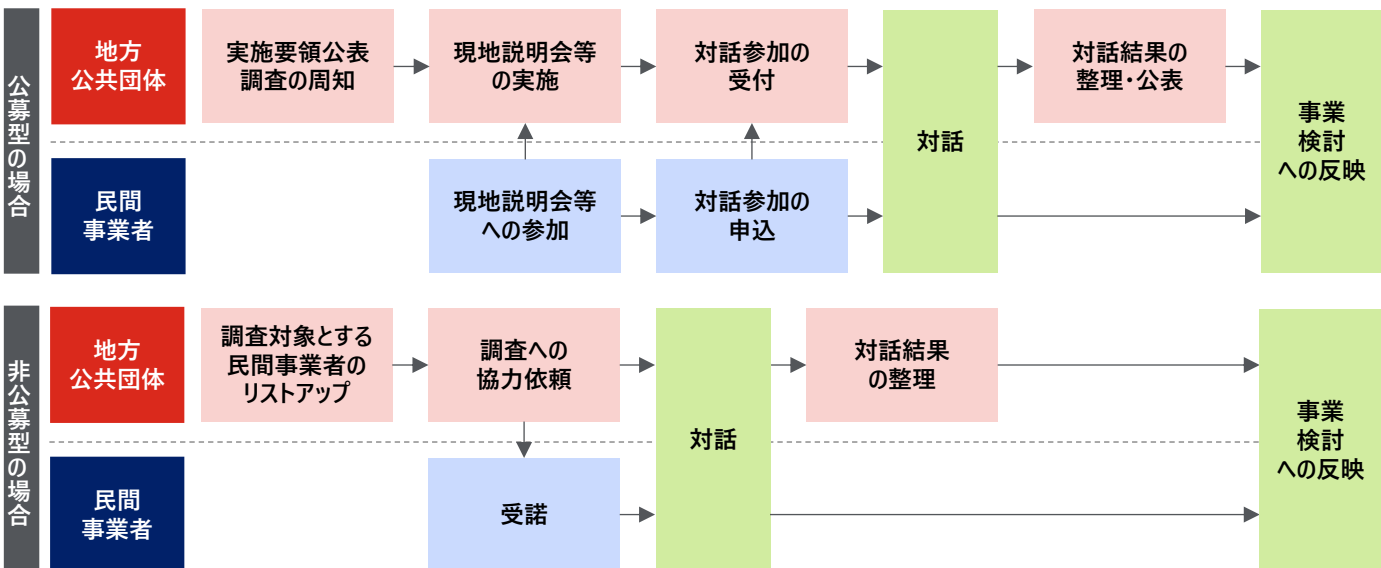 公募型の場合
地方
公共団体
実施要領公表
調査の周知
現地説明会等
の実施
対話参加の
受付
対話
対話結果の
整理・公表
事業
検討
への反映
民間
事業者
現地説明会等
への参加
対話参加の
申込
非公募型の場合
地方
公共団体
調査対象とする
民間事業者の
リストアップ
調査への
協力依頼
対話
対話結果
の整理
事業
検討
への反映
民間
事業者
受諾